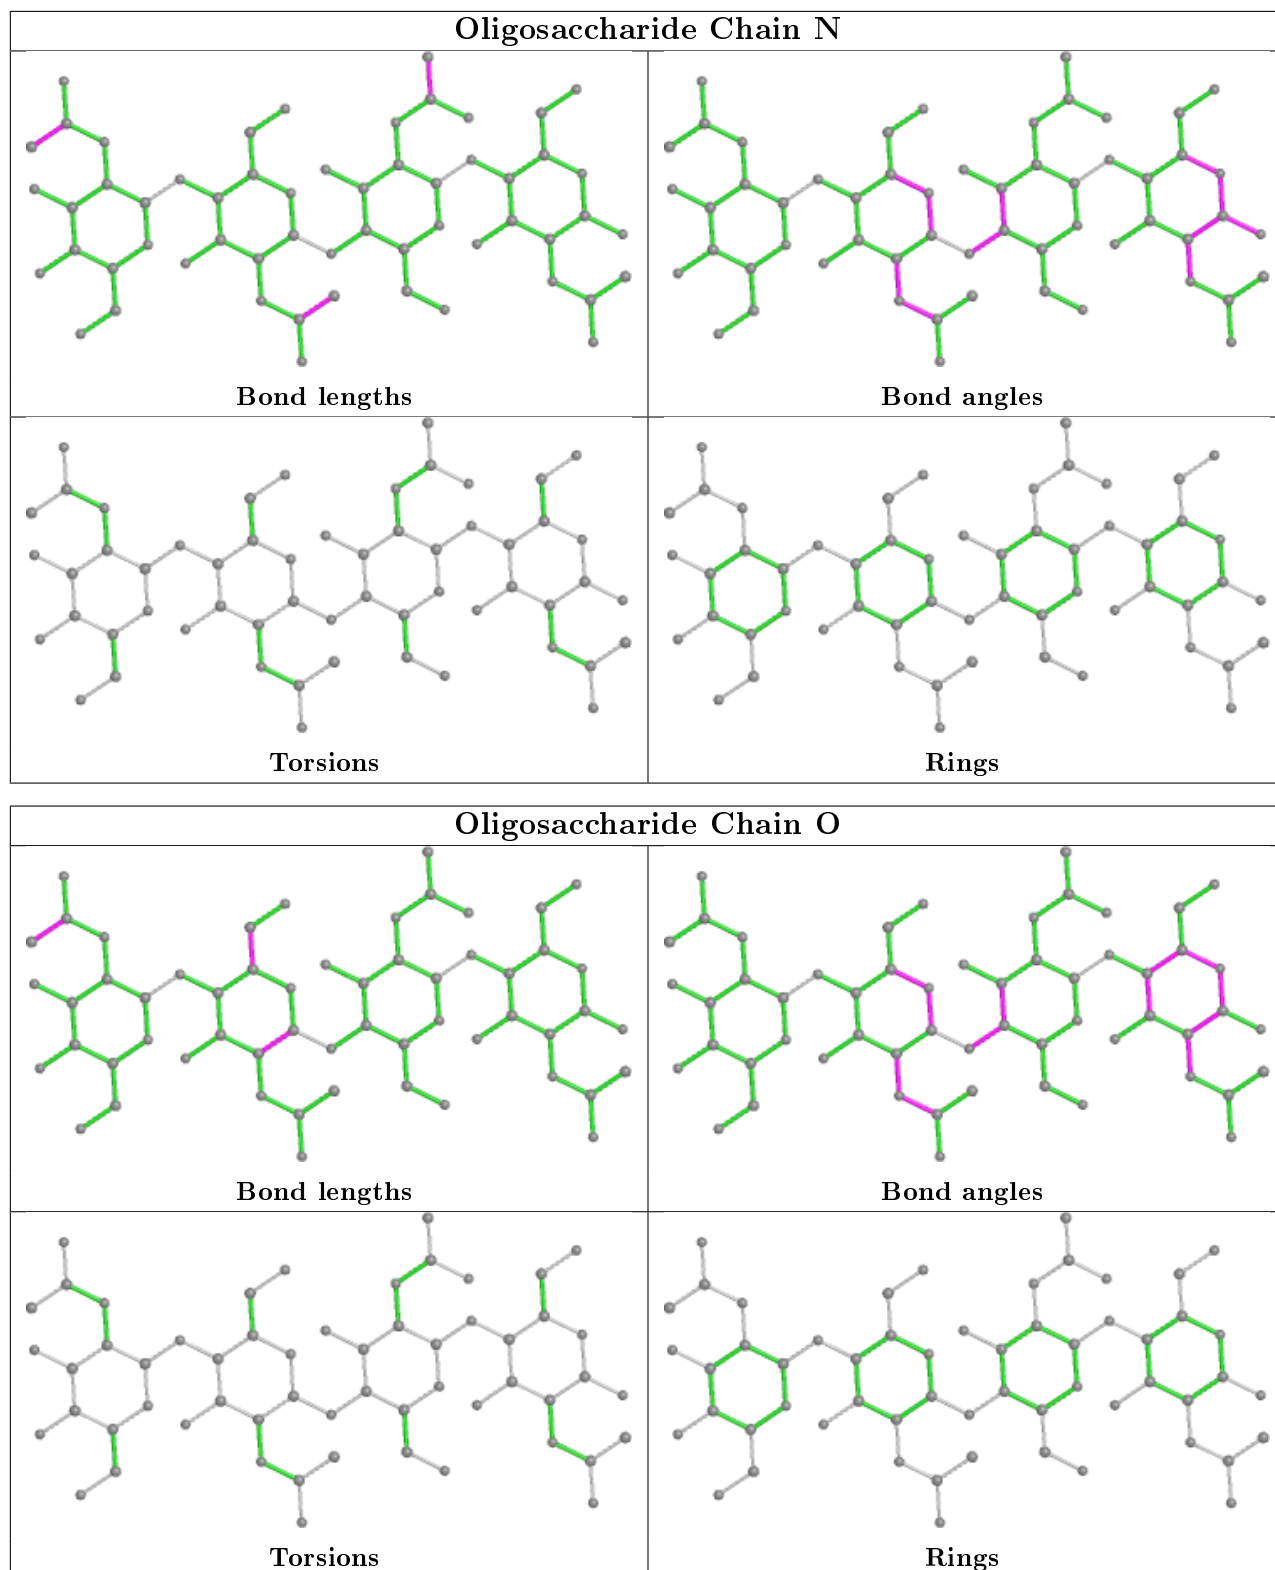 Oligosaccharide Chain N
Bond lengths
Bond angles
Torsions
Rings
Oligosaccharide Chain O
Bond lengths
Bond angles
Torsions
Rings